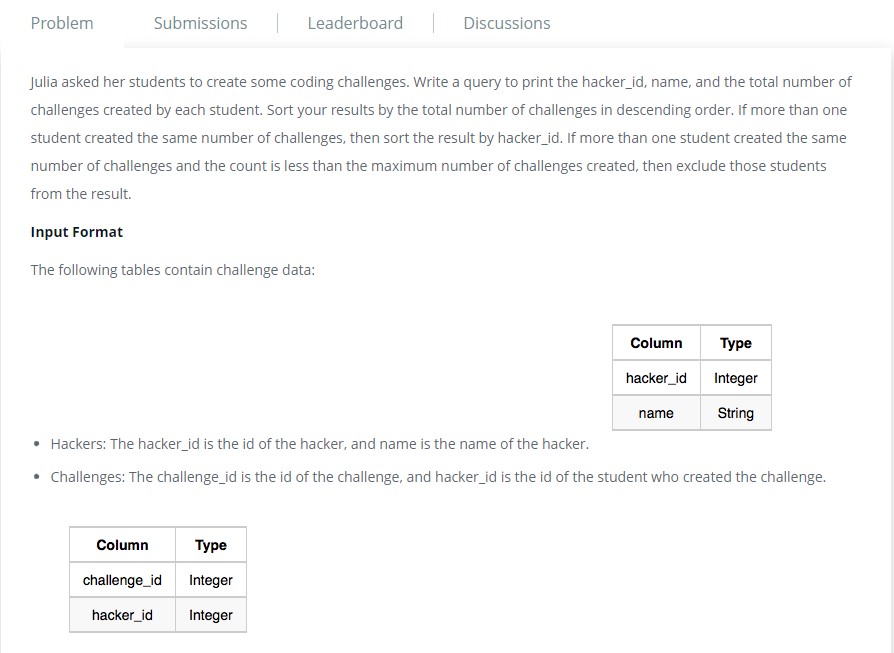 Problem Submissions Leaderboard Discussions
Julia asked her students to create some coding challenges. Write a query to print the hacker_id, name, and the total number of
challenges created by each student. Sort your results by the total number of challenges in descending order. If more than one
student created the same number of challenges, then sort the result by hacker_id. If more than one student created the same
number of challenges and the count is less than the maximum number of challenges created, then exclude those students
from the result.
Input Format
The following tables contain challenge data:
Column Type
hacker_id Integer
name String
• Hackers: The hacker_id is the id of the hacker, and name is the name of the hacker.
• Challenges: The challenge_id is the id of the challenge, and hacker_id is the id of the student who created the challenge.
Column Type
challenge_id Integer
hacker_id Integer